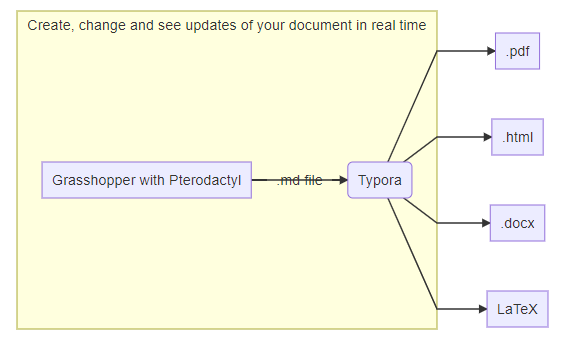 Create, change and see updates of your document in real time
.pdf
.html
Grasshopper with Pterodactyl
.md file
Typora
.docx
LaTeX